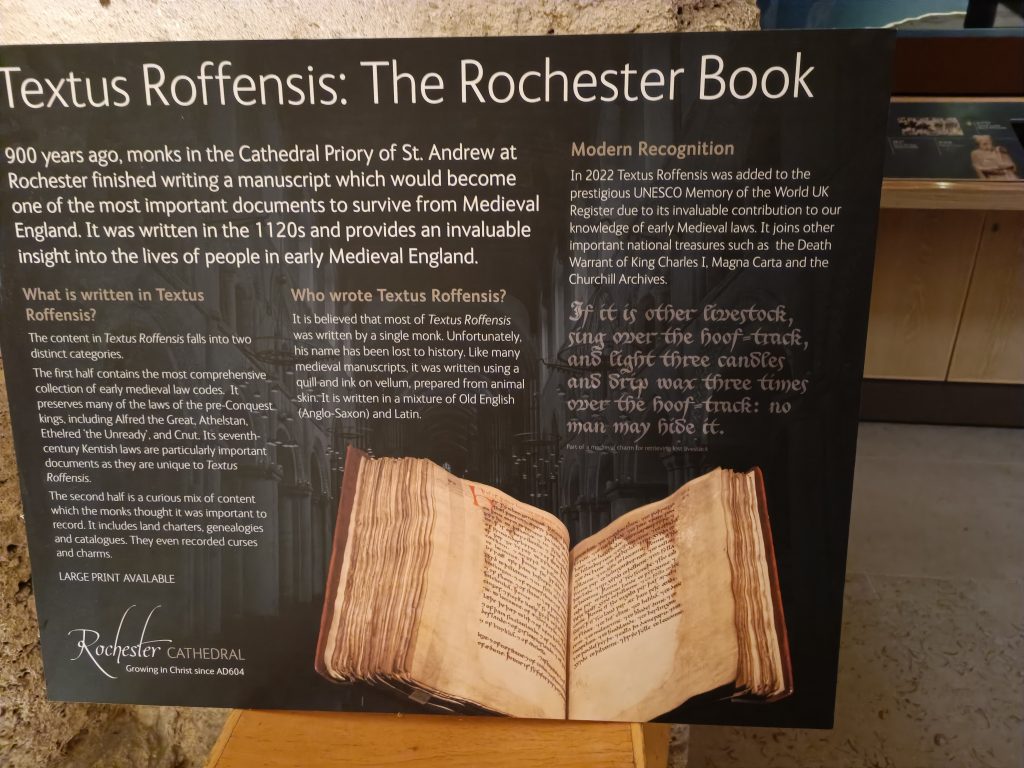 Textus Roffensis: The Rochester Book
900 years ago, monks in the Cathedral Priory of St. Andrew at
Rochester finished writing a manuscript which would become
one of the most important documents to survive from Medieval
England. It was written in the 1120s and provides an invaluable
insight into the lives of people in early Medieval England.
What is written in Textus
Roffensis?
The content in Textus Roffensis falls into two
distinct categories.
The first half contains the most comprehensive
collection of early medieval law codes. It
preserves many of the laws of the pre-Conquest
kings, including Alfred the Great, Athelstan,
Ethelred 'the Unready', and Cnut. Its seventh-
century Kentish laws are particularly important
documents as they are unique to Textus
Roffensis.
The second half is a curious mix of content
which the monks thought it was important to
record. It includes land charters, genealogies
and catalogues. They even recorded curses
and charms.
LARGE PRINT AVAILABLE
Rochester CATHEDRAL
Growing in Christ since AD604
Who wrote Textus Roffensis?
It is believed that most of Textus Roffensis
was written by a single monk. Unfortunately,
his name has been lost to history. Like many
medieval manuscripts, it was written using a
quill and ink on vellum, prepared from animal
skin. It is written in a mixture of Old English
(Anglo-Saxon) and Latin.
Modern Recognition
In 2022 Textus Roffensis was added to the
prestigious UNESCO Memory of the World UK
Register due to its invaluable contribution to our
knowledge of early Medieval laws. It joins other
important national treasures such as the Death
Warrant of King Charles I, Magna Carta and the
Churchill Archives.
If it is other livestock,
sing over the hoof-track,
and light three candles
and drip wax three times
over the hoof-track: no
man may hide it.
Part of a medieval charm for retrieving lost livestock